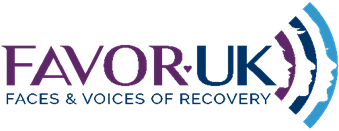 FAVOR♥UK
FACES & VOICES OF RECOVERY